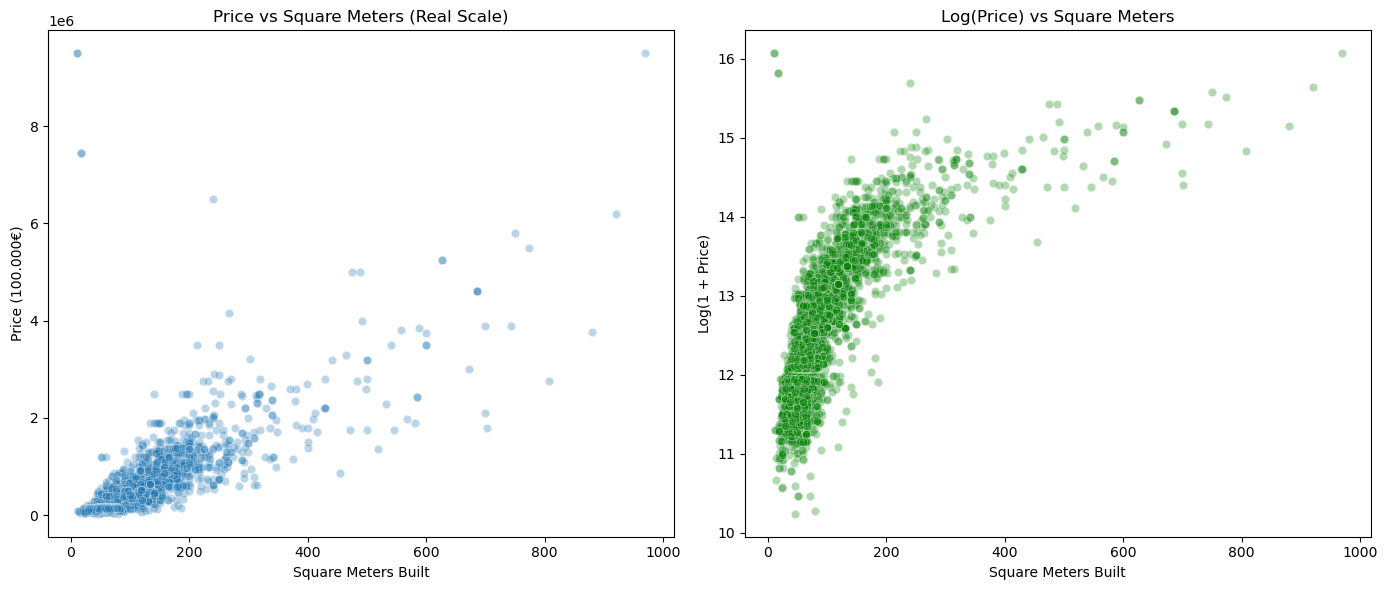 Price vs Square Meters (Real Scale)
1e6
8
6
4
2
0
Price (100.000€)
0 200 400 600 800 1000
Square Meters Built
Log(Price) vs Square Meters
16
15
14
13
12
11
10
Log(1 + Price)
0 200 400 600 800 1000
Square Meters Built